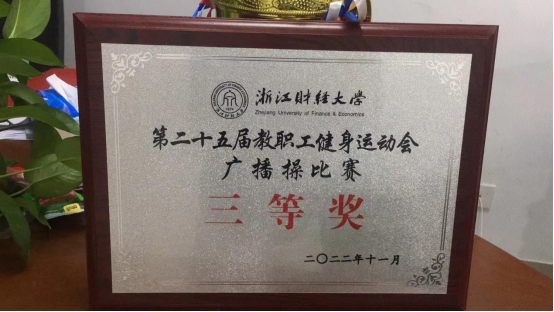 浙江财经大学
Zhejiang University of Finance & Economics
第二十五届教职工健身运动会
广播操比赛
三等奖
二〇二二年十一月